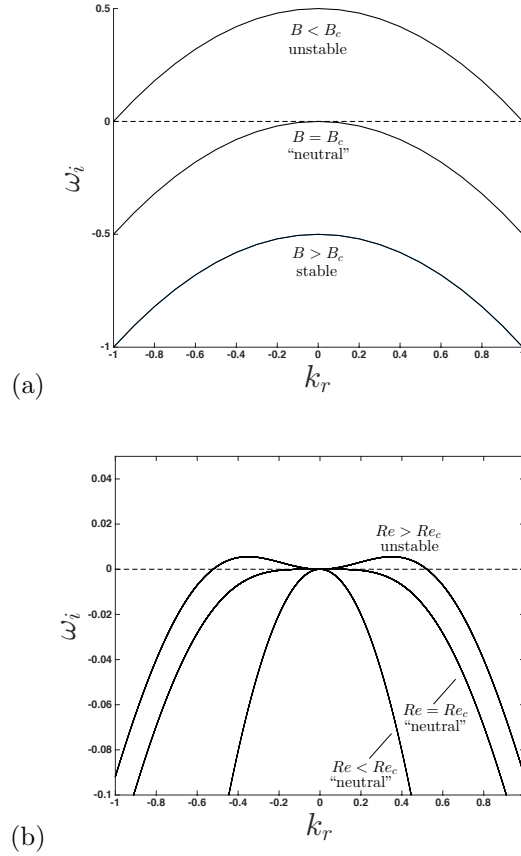 0.5
B < B_c
unstable
0
B = B_c
“neutral”
ω_i
-0.5
B > B_c
stable
-1
-1 -0.8 -0.6 -0.4 -0.2 0 0.2 0.4 0.6 0.8 1
k_r
(a)
0.04
0.02
Re > Re_c
unstable
0
ω_i
-0.02
-0.04
-0.06
Re = Re_c
“neutral”
-0.08
Re < Re_c
“neutral”
-0.1
-1 -0.8 -0.6 -0.4 -0.2 0 0.2 0.4 0.6 0.8 1
k_r
(b)